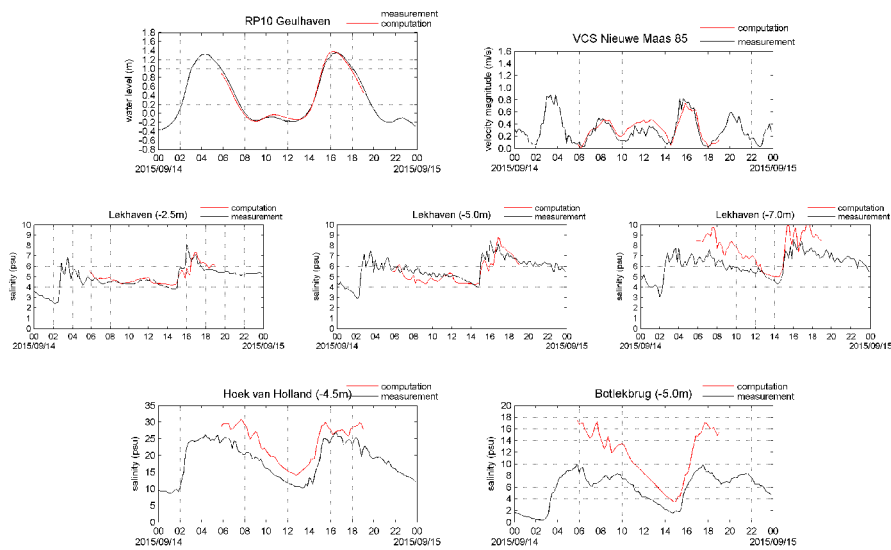 RP10 Geulhaven
measurement
computation
water level (m)
1.4
1.2
1.0
0.8
0.6
0.4
0.2
0.0
-0.2
-0.4
-0.6
-0.8
00 02 04 06 08 10 12 14 16 18 20 22 00
2015/09/14 2015/09/15
VCS Nieuwe Maas 85
computation
measurement
velocity magnitude (m/s)
1.6
1.4
1.2
1.0
0.8
0.6
0.4
0.2
0.0
00 02 04 06 08 10 12 14 16 18 20 22 00
2015/09/14 2015/09/15
Lekhaven (-2.5m)
computation
measurement
salinity (psu)
10
9
8
7
6
5
4
3
2
1
0
00 02 04 06 08 10 12 14 16 18 20 22 00
2015/09/14 2015/09/15
Lekhaven (-5.0m)
computation
measurement
salinity (psu)
10
9
8
7
6
5
4
3
2
1
0
00 02 04 06 08 10 12 14 16 18 20 22 00
2015/09/14 2015/09/15
Lekhaven (-7.0m)
computation
measurement
salinity (psu)
10
9
8
7
6
5
4
3
2
1
0
00 02 04 06 08 10 12 14 16 18 20 22 00
2015/09/14 2015/09/15
Hoek van Holland (-4.5m)
computation
measurement
salinity (psu)
35
30
25
20
15
10
5
0
00 02 04 06 08 10 12 14 16 18 20 22 00
2015/09/14 2015/09/15
Botlekbrug (-5.0m)
computation
measurement
salinity (psu)
20
18
16
14
12
10
8
6
4
2
0
00 02 04 06 08 10 12 14 16 18 20 22 00
2015/09/14 2015/09/15